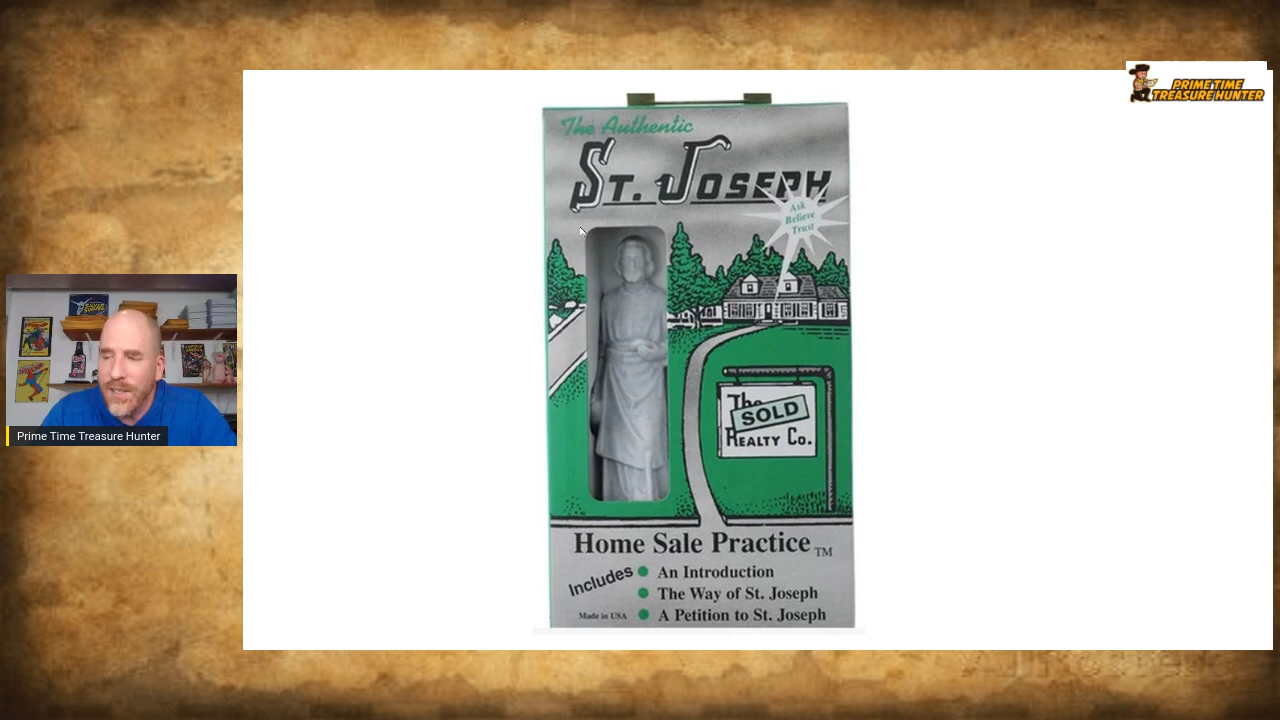 PRIME TIME
TREASURE HUNTER
The Authentic
ST. JOSEPH
Ask
Believe
Trust
The
SOLD
REALTY Co.
Home Sale Practice TM
Includes
An Introduction
The Way of St. Joseph
Made in USA
A Petition to St. Joseph
Prime Time Treasure Hunter